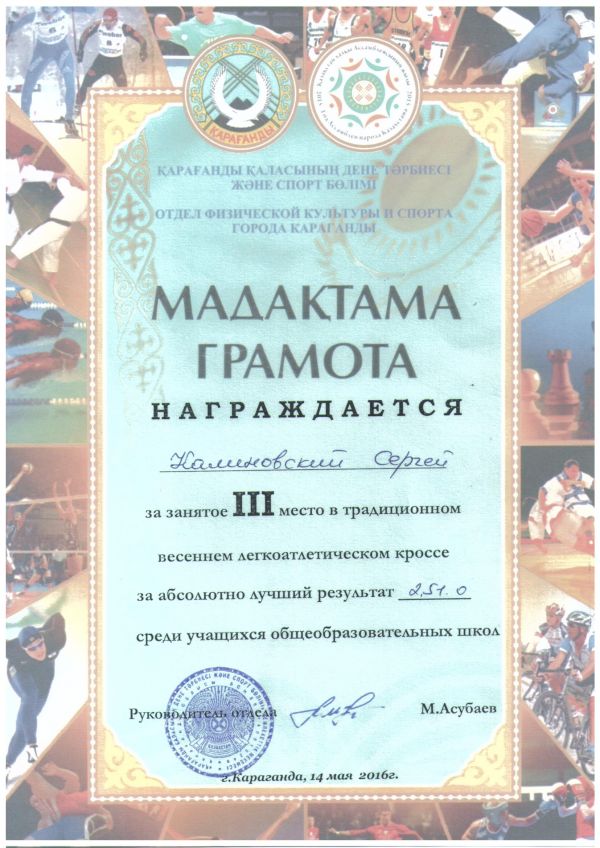 ҚАРАҒАНДЫ
ҚАРАҒАНДЫ ҚАЛАСЫНЫҢ ДЕНЕ ТӘРБИЕСІ
ЖӘНЕ СПОРТ БӨЛІМІ
ОТДЕЛ ФИЗИЧЕСКОЙ КУЛЬТУРЫ И СПОРТА
ГОРОДА КАРАГАНДЫ
МАДАҚТАМА
ГРАМОТА
НАГРАЖДАЕТСЯ
Калиновский Сергей
за занятое III место в традиционном
весеннем легкоатлетическом кроссе
за абсолютно лучший результат 2,51.0
среди учащихся общеобразовательных школ
Руководитель отдела М.Асубаев
г.Караганда, 14 мая 2016г.